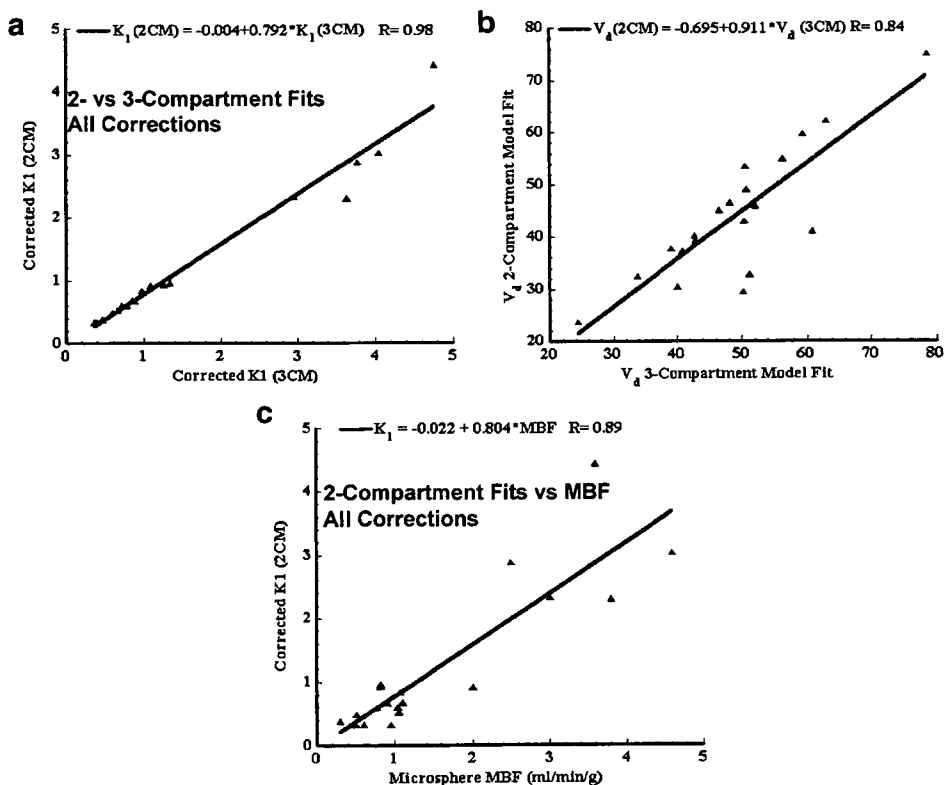 a
K1(2CM) = -0.004+0.792*K1(3CM) R= 0.98
2- vs 3-Compartment Fits
All Corrections
Corrected K1 (2CM)
5
4
3
2
1
0
0 1 2 3 4 5
Corrected K1 (3CM)
b
Vd(2CM) = -0.695+0.911*Vd (3CM) R= 0.84
Vd 2-Compartment Model Fit
80
70
60
50
40
30
20
20 30 40 50 60 70 80
Vd 3-Compartment Model Fit
c
K1 = -0.022 + 0.804*MBF R= 0.89
2-Compartment Fits vs MBF
All Corrections
Corrected K1 (2CM)
5
4
3
2
1
0
0 1 2 3 4 5
Microsphere MBF (ml/min/g)